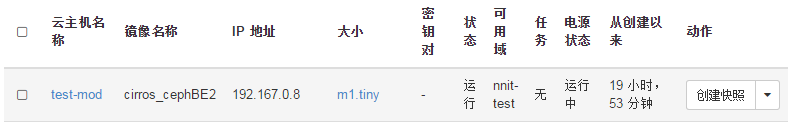 云主机名称 镜像名称 IP 地址 大小 密钥对 状态 可用域 任务 电源状态 从创建以来 动作
test-mod cirros_cephBE2 192.167.0.8 m1.tiny - 运行 nnit-test 无 运行中 19 小时，53 分钟 创建快照